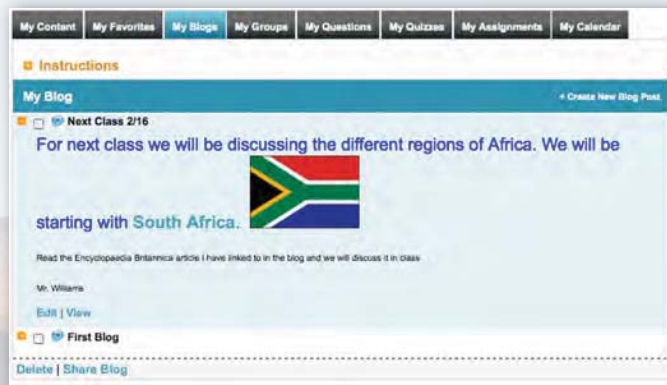 My Content My Favorites My Blogs My Groups My Questions My Quizzes My Assignments My Calendar
Instructions
My Blog + Create New Blog Post
Next Class 2/16
For next class we will be discussing the different regions of Africa. We will be
starting with South Africa.
Read the Encyclopaedia Britannica article I have linked to in the blog and we will discuss it in class
Mr. Williams
Edit | View
First Blog
Delete | Share Blog